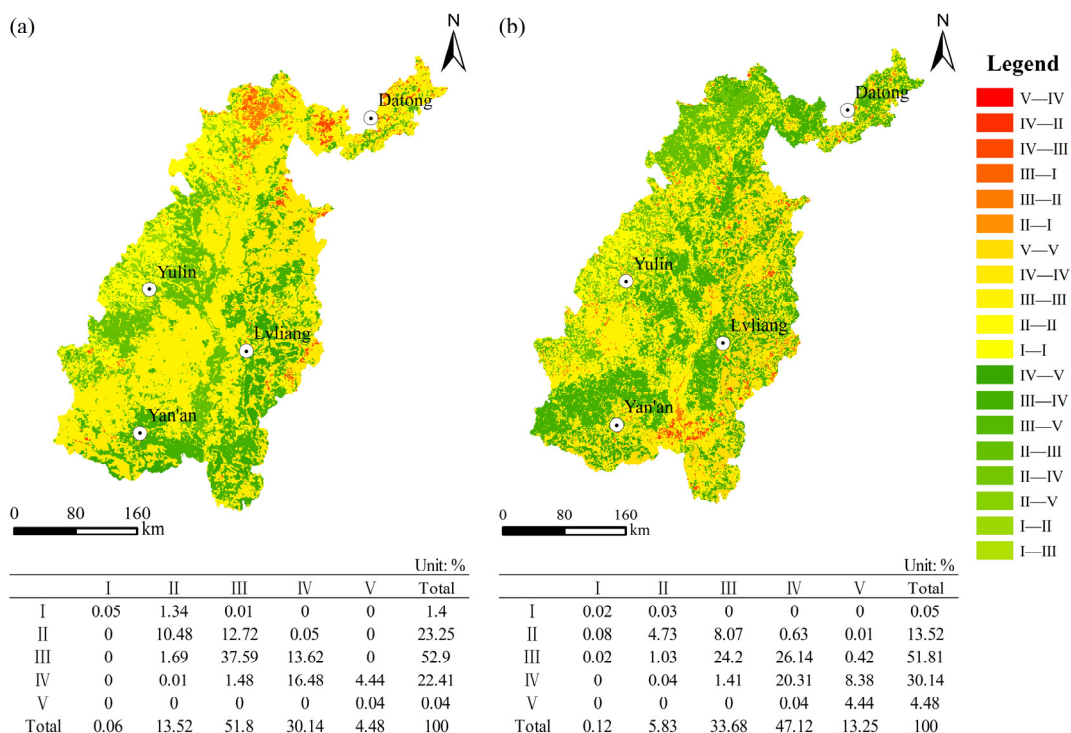 (a)
N
Datong
Yulin
Lvliang
Yan'an
0 80 160
km
(b)
N
Datong
Yulin
Lvliang
Yan'an
0 80 160
km
Legend
V—IV
IV—II
IV—III
III—I
III—II
II—I
V—V
IV—IV
III—III
II—II
I—I
IV—V
III—IV
III—V
II—III
II—IV
II—V
I—II
I—III
Unit: %
I II III IV V Total
I 0.05 1.34 0.01 0 0 1.4
II 0 10.48 12.72 0.05 0 23.25
III 0 1.69 37.59 13.62 0 52.9
IV 0 0.01 1.48 16.48 4.44 22.41
V 0 0 0 0.04 0.04
Total 0.06 13.52 51.8 30.14 4.48 100
Unit: %
I II III IV V Total
I 0.02 0.03 0 0 0 0.05
II 0.08 4.73 8.07 0.63 0.01 13.52
III 0.02 1.03 24.2 26.14 0.42 51.81
IV 0 0.04 1.41 20.31 8.38 30.14
V 0 0 0 0.04 4.44 4.48
Total 0.12 5.83 33.68 47.12 13.25 100